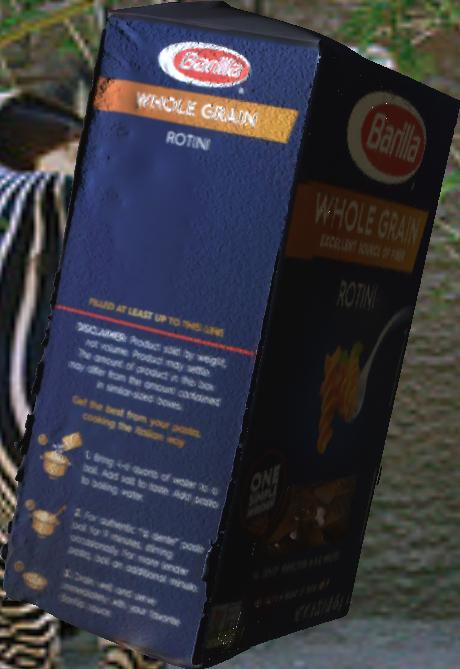 Barilla
WHOLE GRAIN
ROTINI
FILLED AT LEAST UP TO THIS LINE
DISCLAIMER: Product sold by weight,
not volume. Product may settle.
The amount of product in this box
may differ from the amount contained
in similar-sized boxes.
Get the best from your pasta,
cooking the Italian way
1. Bring 4-6 quarts of water to a
boil. Add salt to taste. Add pasta
to boiling water.
2. For authentic "al dente" pasta
boil for 9 minutes, stirring
occasionally. For more tender
pasta, boil an additional minute.
3. Drain well and serve
immediately with your favorite
Barilla sauce.
Barilla
WHOLE GRAIN
EXCELLENT SOURCE OF FIBER
ROTINI
ONE
SIMPLE